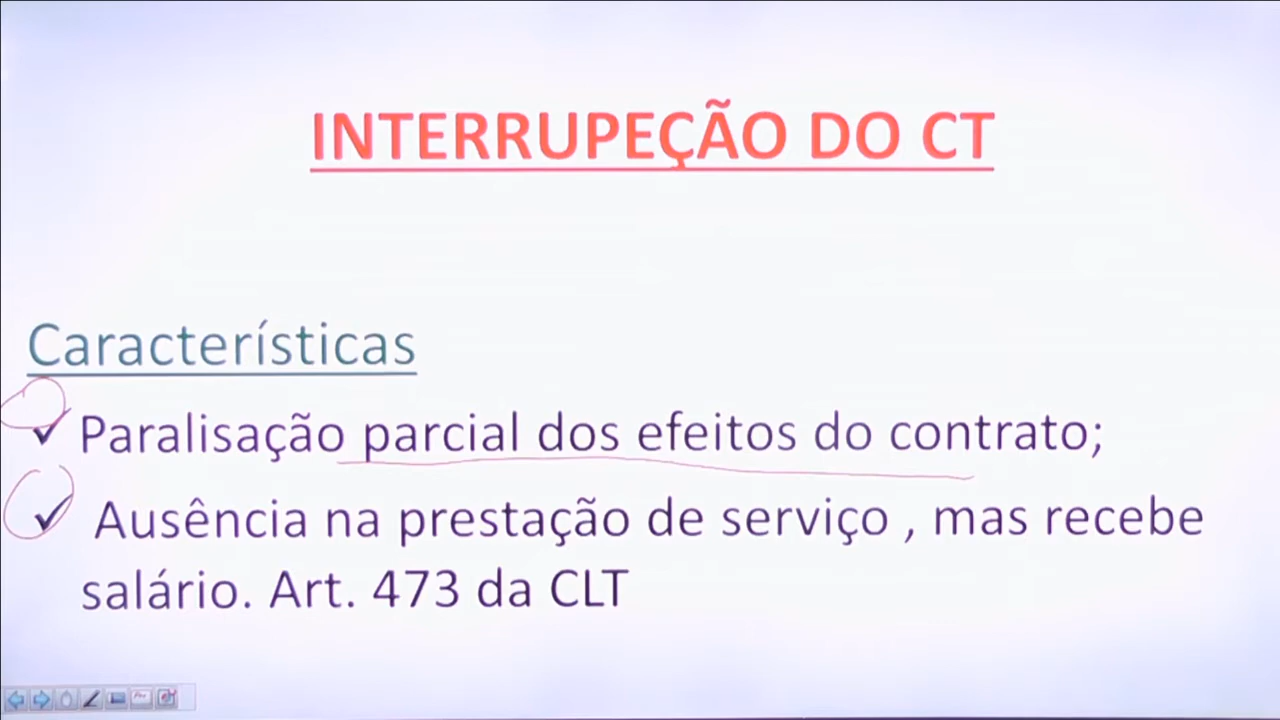 INTERRUPEÇÃO DO CT
Características
Paralisação parcial dos efeitos do contrato;
Ausência na prestação de serviço , mas recebe
salário. Art. 473 da CLT